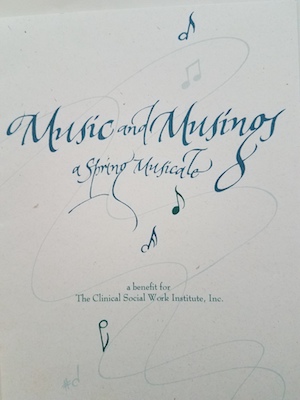 Music and Musings
a Spring Musicale
a benefit for
The Clinical Social Work Institute, Inc.